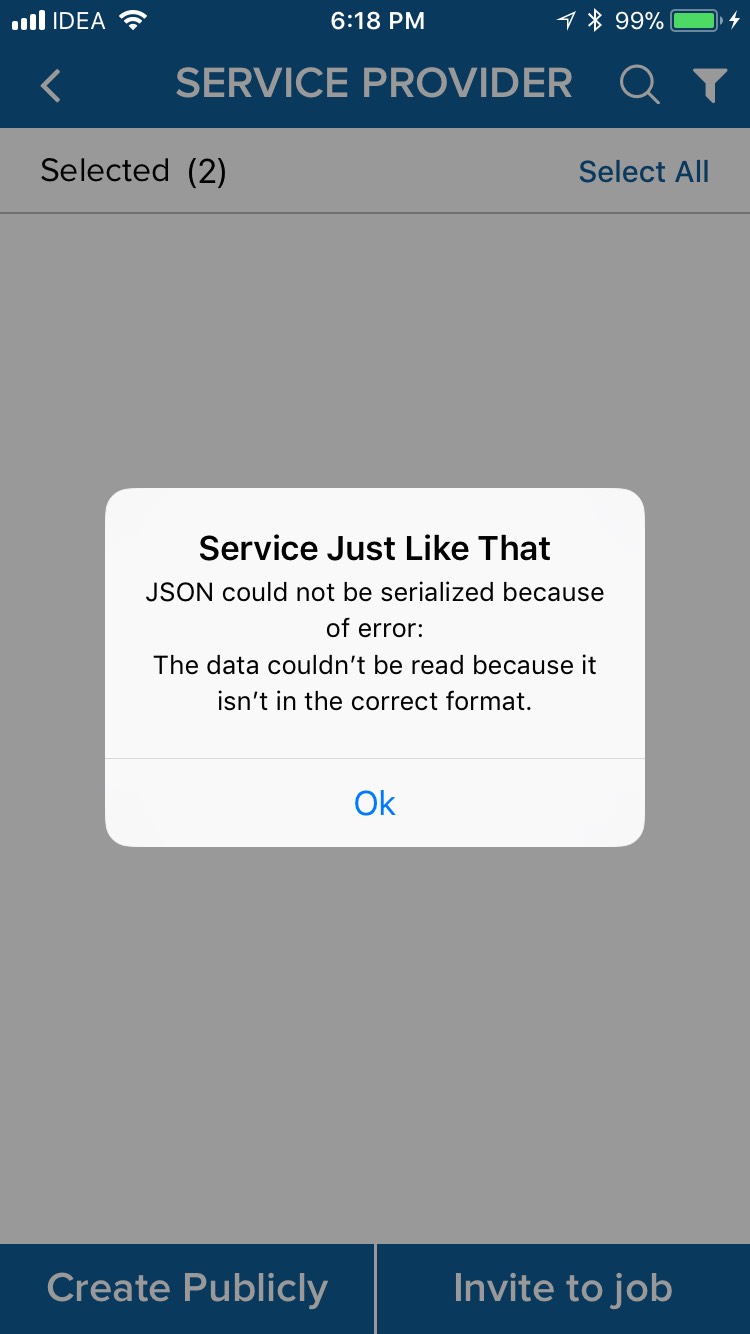 IDEA 6:18 PM 99%
SERVICE PROVIDER
Selected (2) Select All
Service Just Like That
JSON could not be serialized because
of error:
The data couldn’t be read because it
isn’t in the correct format.
Ok
Create Publicly Invite to job